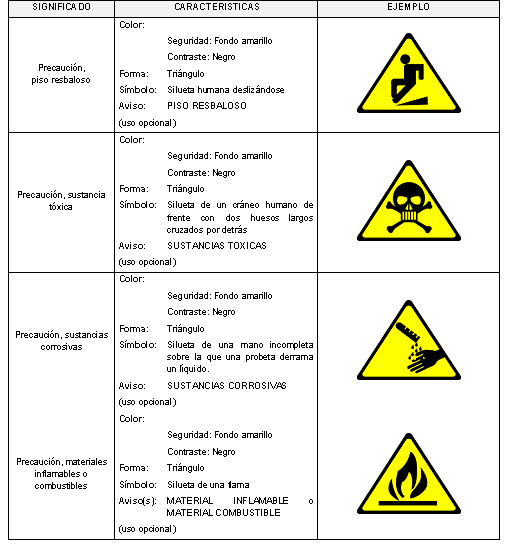 SIGNIFICADO CARACTERISTICAS EJEMPLO
Precaución,
piso resbaloso
Color:
Seguridad: Fondo amarillo
Contraste: Negro
Forma: Triángulo
Símbolo: Silueta humana deslizándose
Aviso: PISO RESBALOSO
(uso opcional)
Precaución, sustancia
tóxica
Color:
Seguridad: Fondo amarillo
Contraste: Negro
Forma: Triángulo
Símbolo: Silueta de un cráneo humano de
frente con dos huesos largos
cruzados por detrás
Aviso: SUSTANCIAS TOXICAS
(uso opcional)
Precaución, sustancias
corrosivas
Color:
Seguridad: Fondo amarillo
Contraste: Negro
Forma: Triángulo
Símbolo: Silueta de una mano incompleta
sobre la que una probeta derrama
un líquido.
Aviso: SUSTANCIAS CORROSIVAS
(uso opcional)
Precaución, materiales
inflamables o
combustibles
Color:
Seguridad: Fondo amarillo
Contraste: Negro
Forma: Triángulo
Símbolo: Silueta de una flama
Aviso(s): MATERIAL INFLAMABLE o
MATERIAL COMBUSTIBLE
(uso opcional)